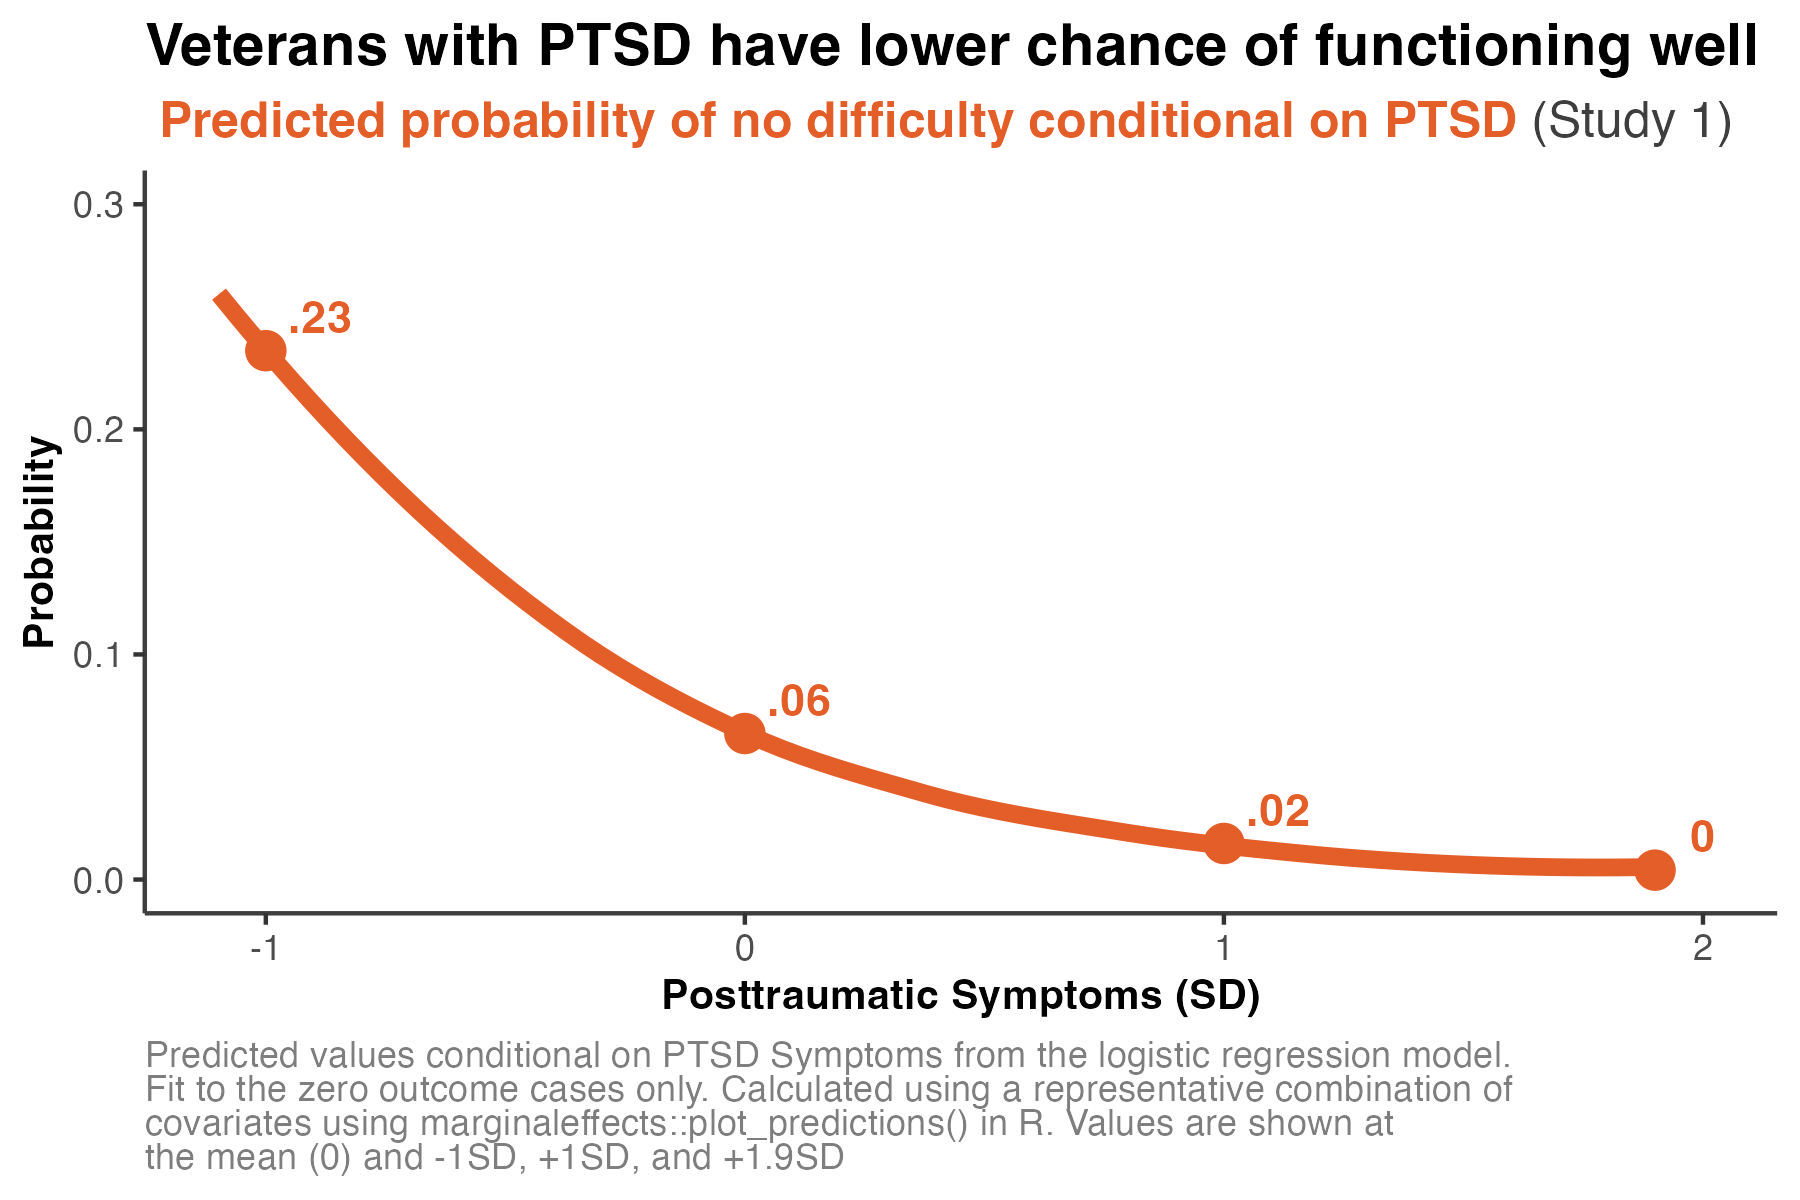 Veterans with PTSD have lower chance of functioning well
Predicted probability of no difficulty conditional on PTSD (Study 1)
0.3
0.2
0.1
0.0
Probability
.23
.06
.02
0
-1
0
1
2
Posttraumatic Symptoms (SD)
Predicted values conditional on PTSD Symptoms from the logistic regression model.
Fit to the zero outcome cases only. Calculated using a representative combination of
covariates using marginaleffects::plot_predictions() in R. Values are shown at
the mean (0) and -1SD, +1SD, and +1.9SD